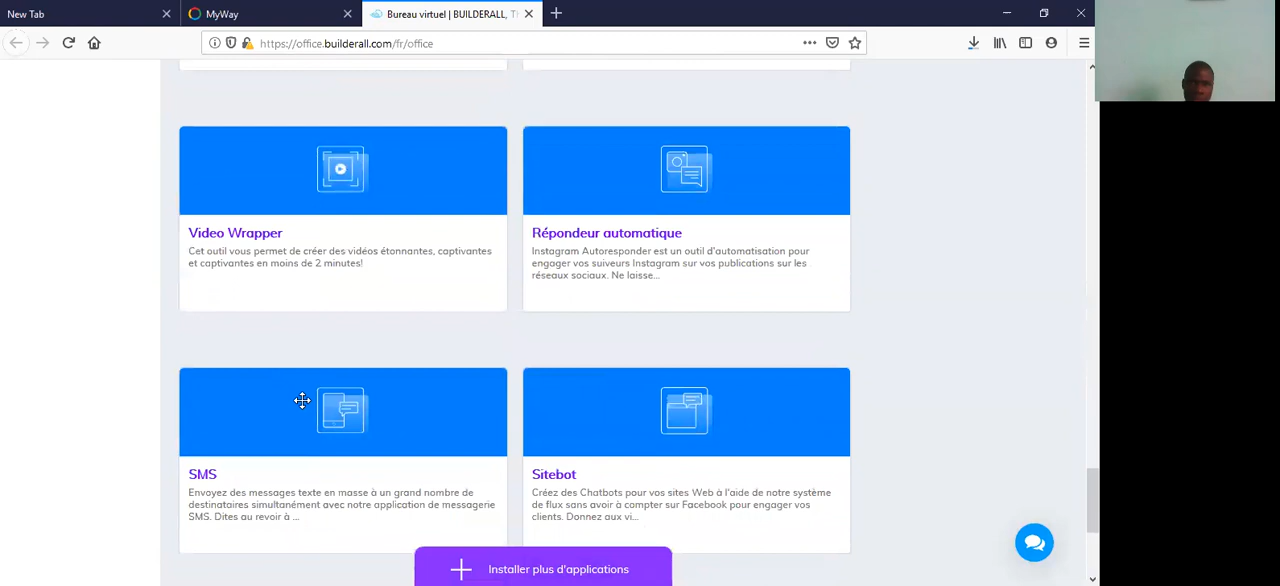 New Tab
MyWay
Bureau virtuel | BUILDERALL, T
https://office.builderall.com/fr/office
Video Wrapper
Cet outil vous permet de créer des vidéos étonnantes, captivantes
et captivantes en moins de 2 minutes!
Répondeur automatique
Instagram Autoresponder est un outil d'automatisation pour
engager vos suiveurs Instagram sur vos publications sur les
réseaux sociaux. Ne laisse...
SMS
Envoyez des messages texte en masse à un grand nombre de
destinataires simultanément avec notre application de messagerie
SMS. Dites au revoir à ...
Sitebot
Créez des Chatbots pour vos sites Web à l'aide de notre système
de flux sans avoir à compter sur Facebook pour engager vos
clients. Donnez aux vi...
Installer plus d'applications